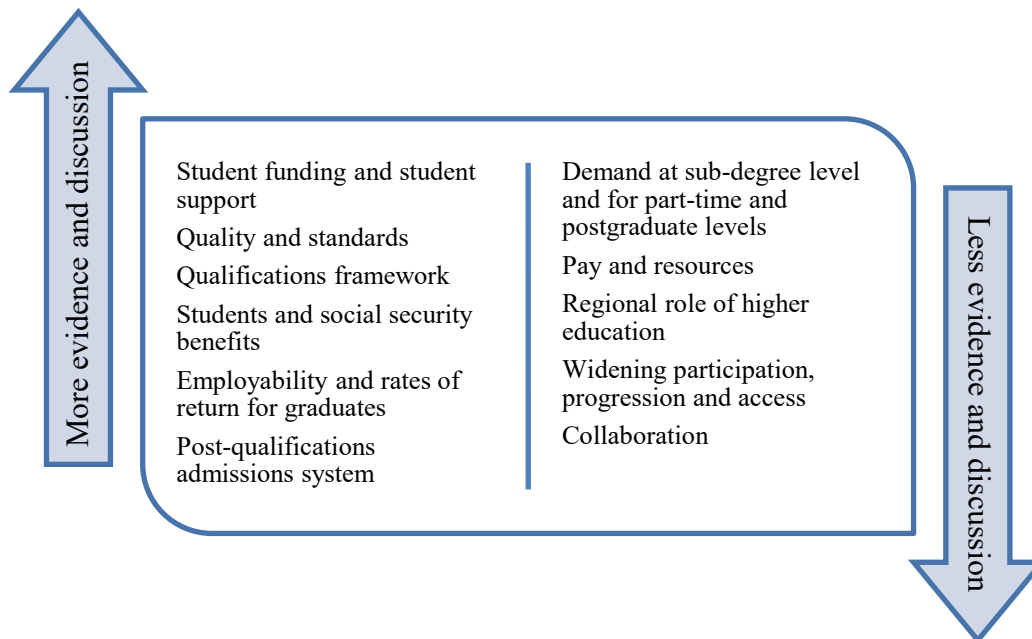 More evidence and discussion
Student funding and student
support
Quality and standards
Qualifications framework
Students and social security
benefits
Employability and rates of
return for graduates
Post-qualifications
admissions system
Demand at sub-degree level
and for part-time and
postgraduate levels
Pay and resources
Regional role of higher
education
Widening participation,
progression and access
Collaboration
Less evidence and discussion